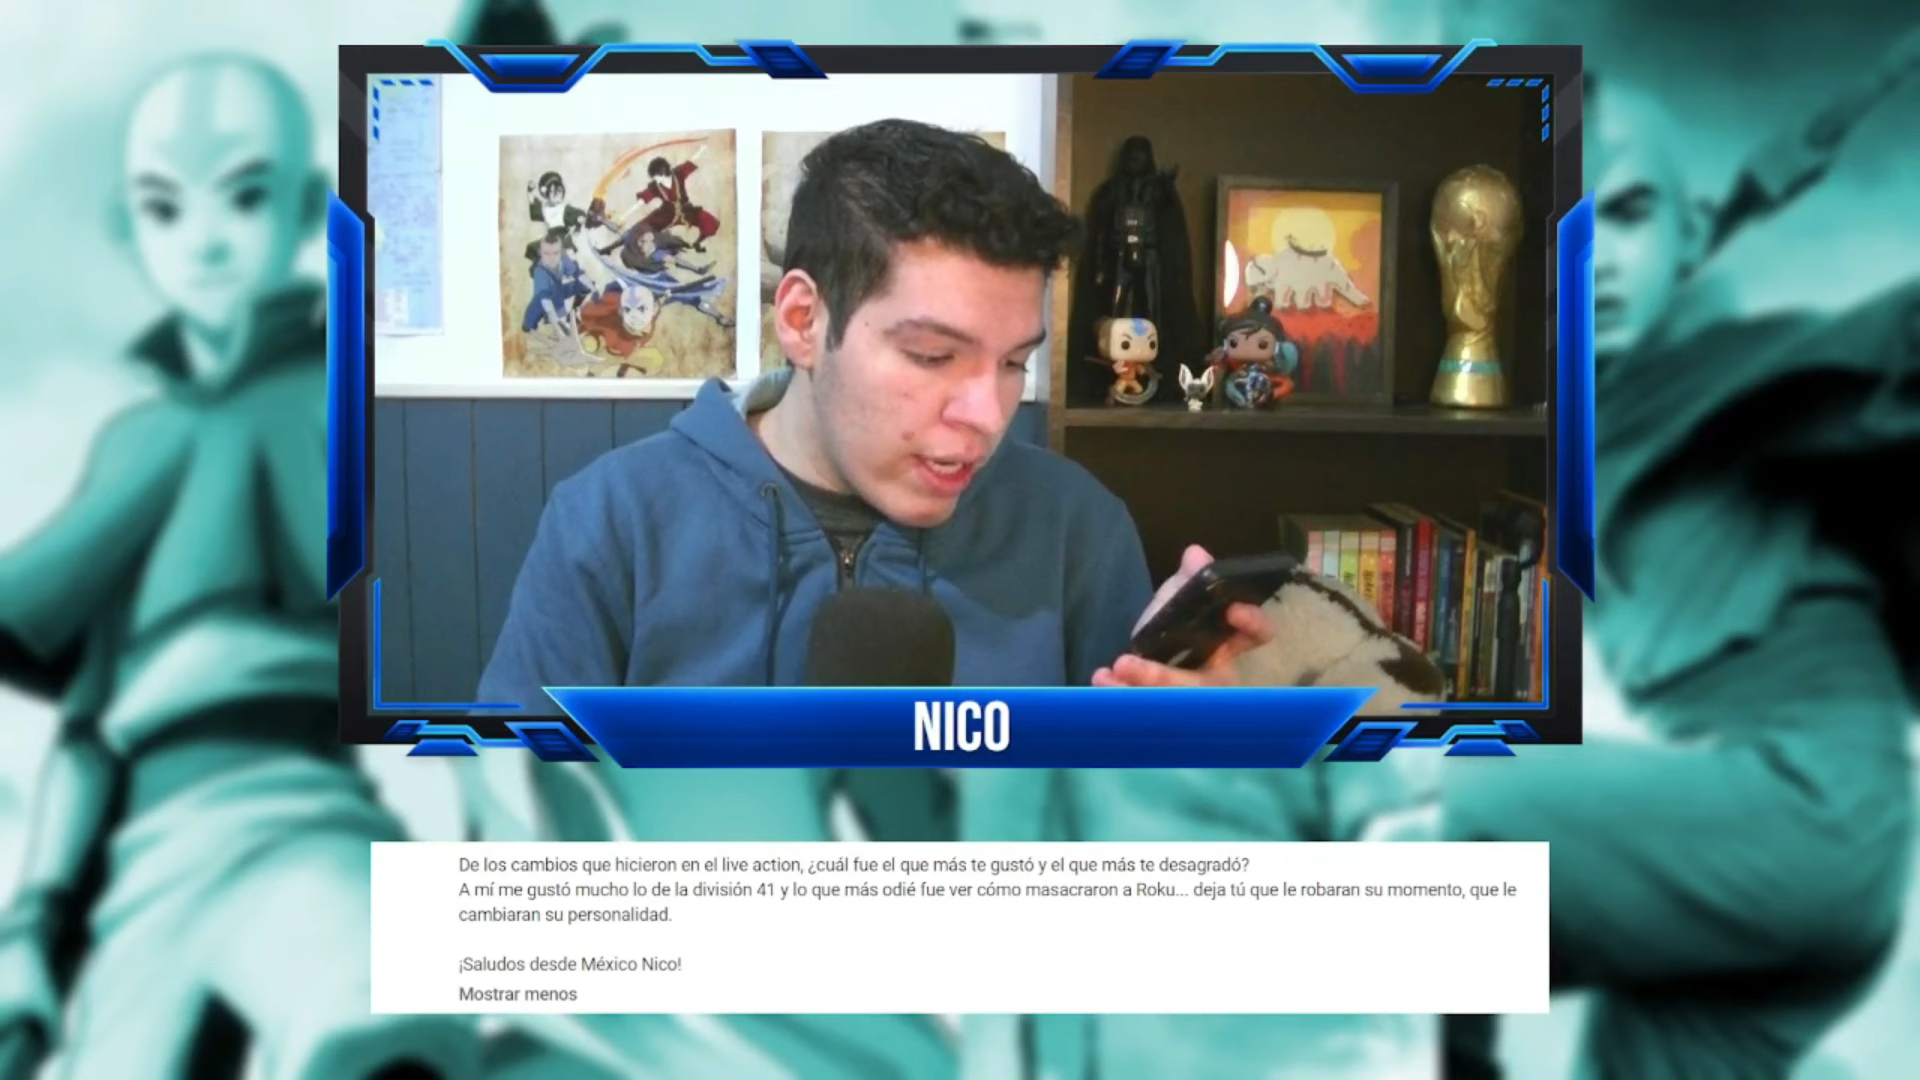 NICO
De los cambios que hicieron en el live action, ¿cuál fue el que más te gustó y el que más te desagradó?
A mí me gustó mucho lo de la división 41 y lo que más odié fue ver cómo masacraron a Roku... deja tú que le robaran su momento, que le
cambiaran su personalidad.
¡Saludos desde México Nico!
Mostrar menos